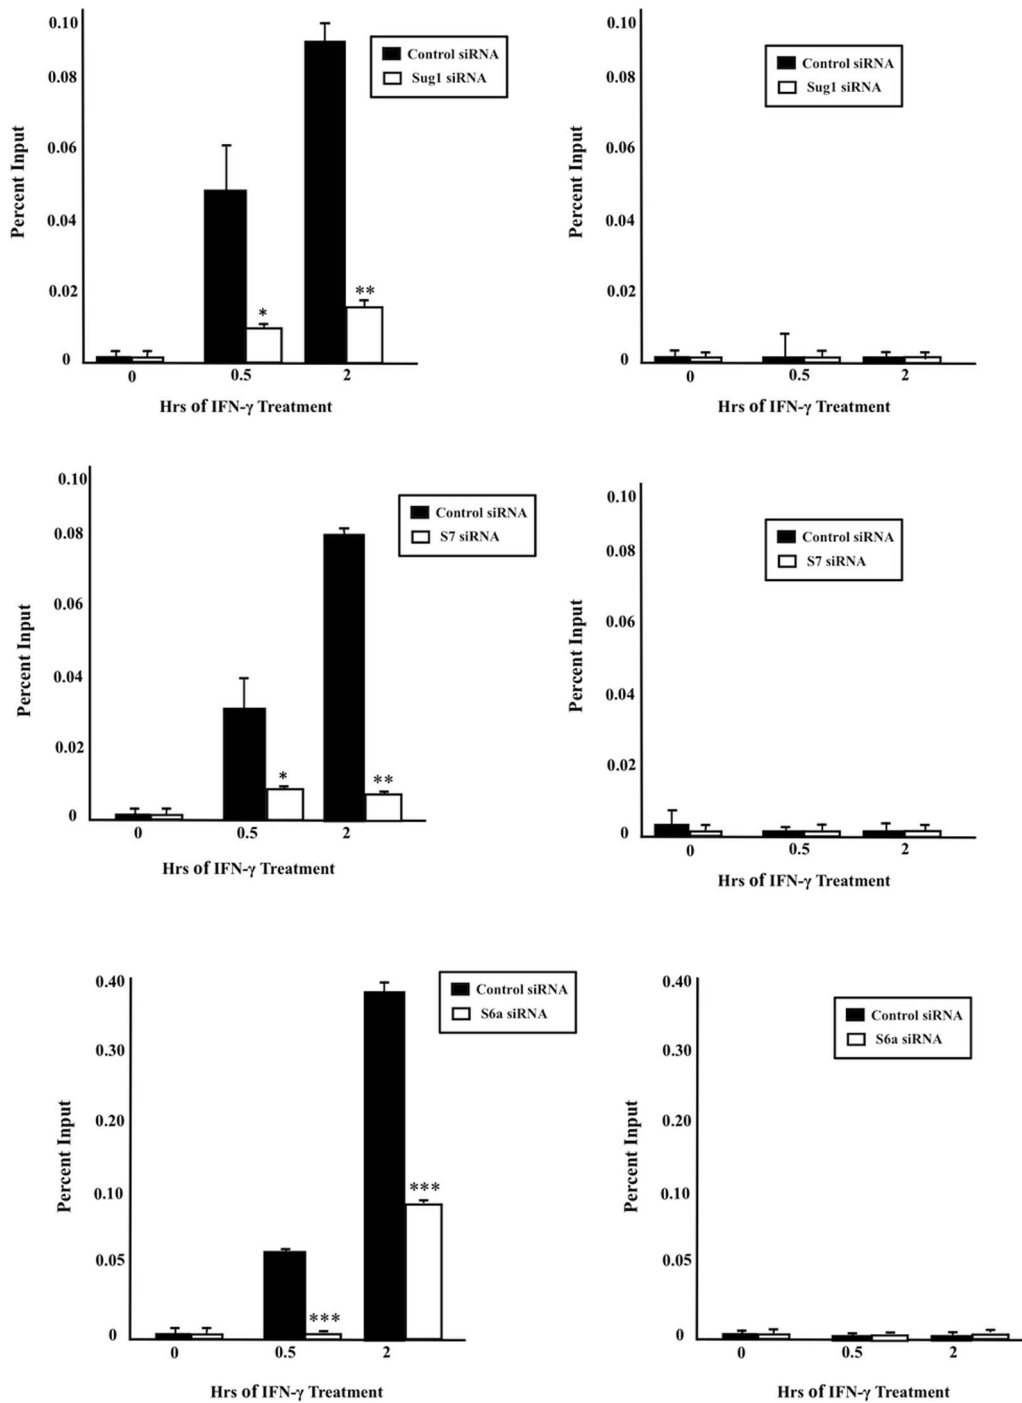 0.10
0.08
0.06
0.04
0.02
0
Percent Input
Control siRNA
Sug1 siRNA
*
**
0 0.5 2
Hrs of IFN-γ Treatment
0.10
0.08
0.06
0.04
0.02
0
Percent Input
Control siRNA
Sug1 siRNA
0 0.5 2
Hrs of IFN-γ Treatment
0.10
0.08
0.06
0.04
0.02
0
Percent Input
Control siRNA
S7 siRNA
*
**
0 0.5 2
Hrs of IFN-γ Treatment
0.10
0.08
0.06
0.04
0.02
0
Percent Input
Control siRNA
S7 siRNA
0 0.5 2
Hrs of IFN-γ Treatment
0.40
0.30
0.20
0.10
0.05
0
Percent Input
Control siRNA
S6a siRNA
***
***
0 0.5 2
Hrs of IFN-γ Treatment
0.40
0.30
0.20
0.10
0.05
0
Percent Input
Control siRNA
S6a siRNA
0 0.5 2
Hrs of IFN-γ Treatment